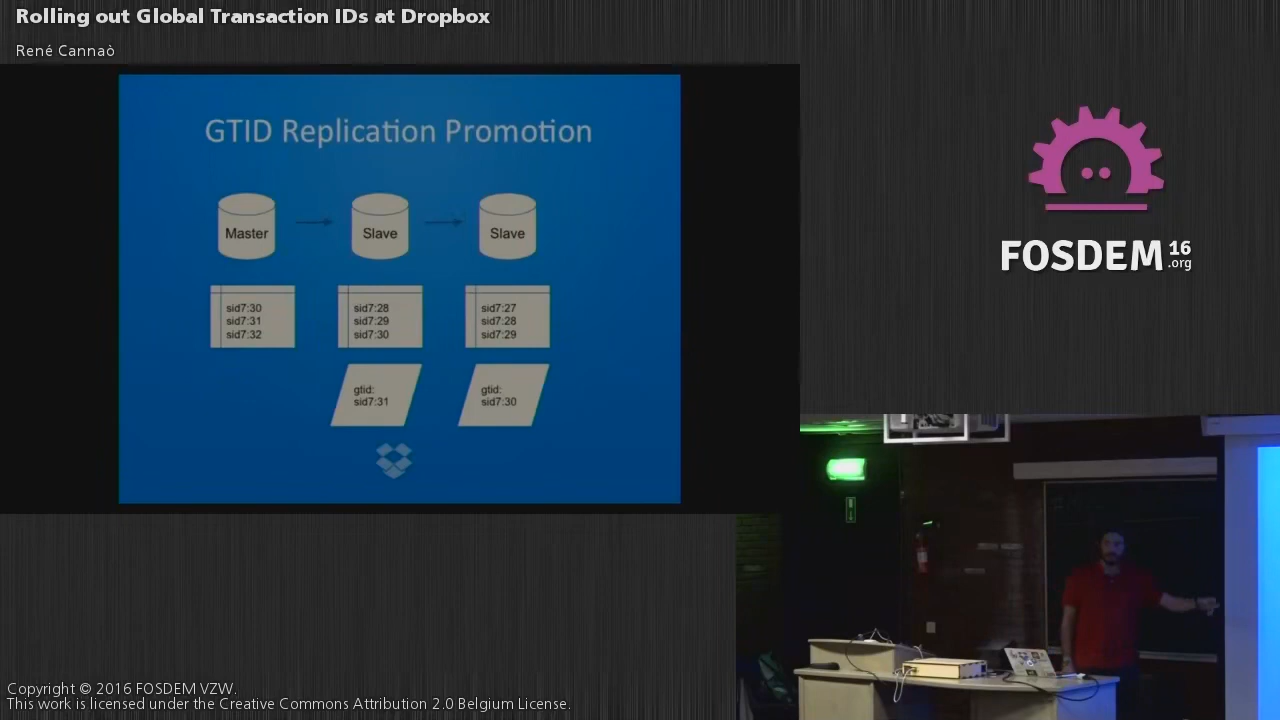 Rolling out Global Transaction IDs at Dropbox
René Cannaò
GTID Replication Promotion
Master
Slave
Slave
sid7:30
sid7:31
sid7:32
sid7:28
sid7:29
sid7:30
sid7:27
sid7:28
sid7:29
gtid:
sid7:31
gtid:
sid7:30
FOSDEM 16
.org
Copyright © 2016 FOSDEM VZW.
This work is licensed under the Creative Commons Attribution 2.0 Belgium License.